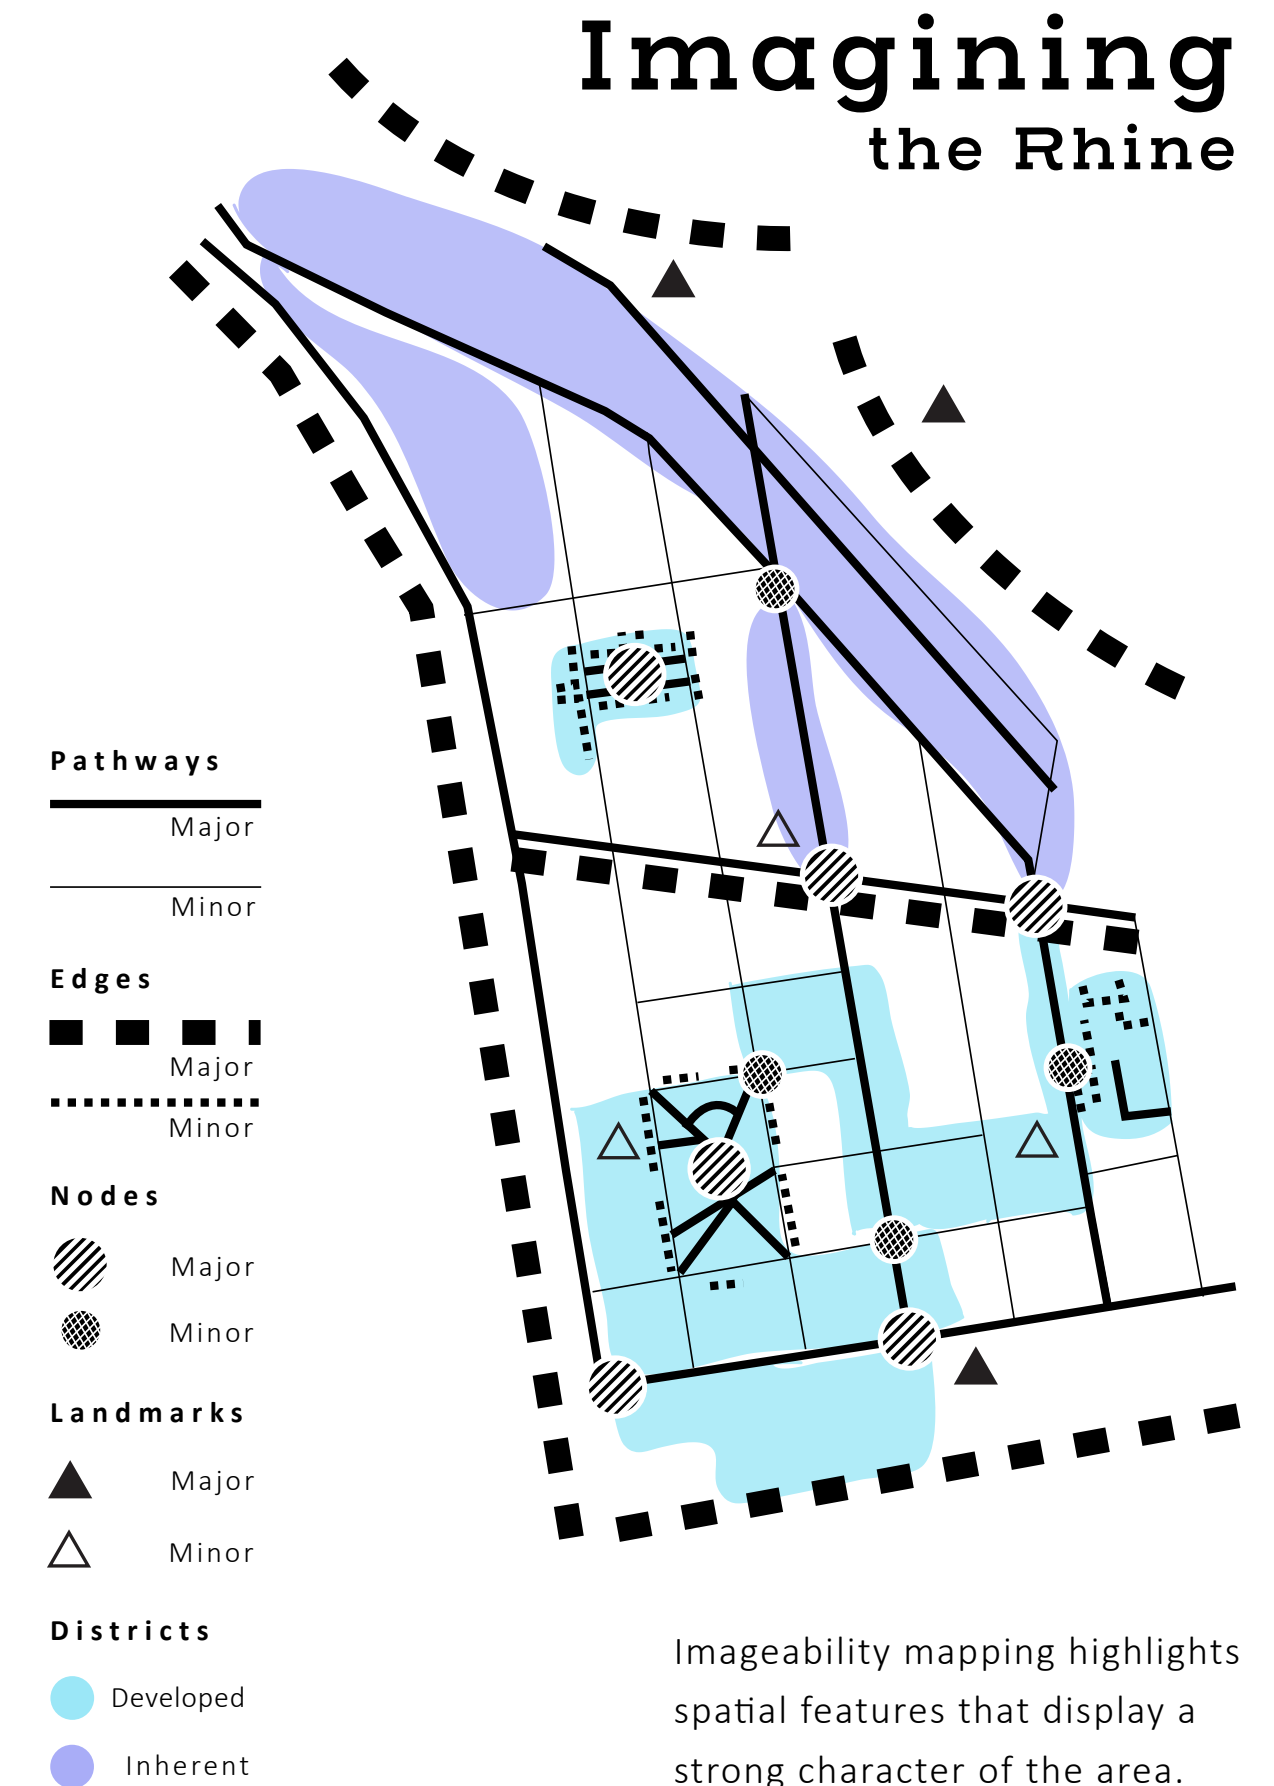 Imagining
the Rhine
Pathways
Major
Minor
Edges
Major
Minor
Nodes
Major
Minor
Landmarks
Major
Minor
Districts
Developed
Inherent
Imageability mapping highlights
spatial features that display a
strong character of the area.